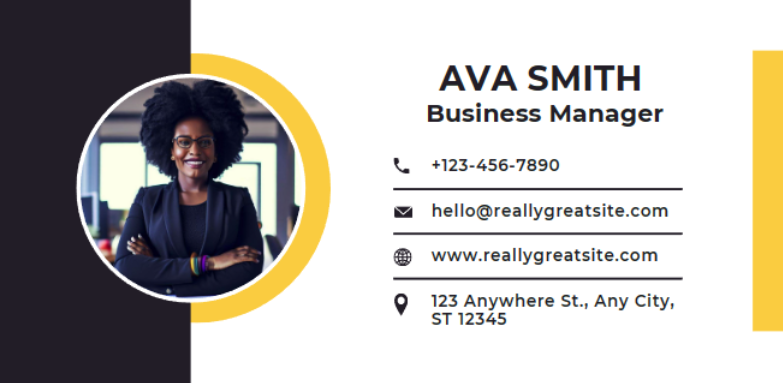 AVA SMITH
Business Manager
+123-456-7890
hello@reallygreatsite.com
www.reallygreatsite.com
123 Anywhere St., Any City,
ST 12345